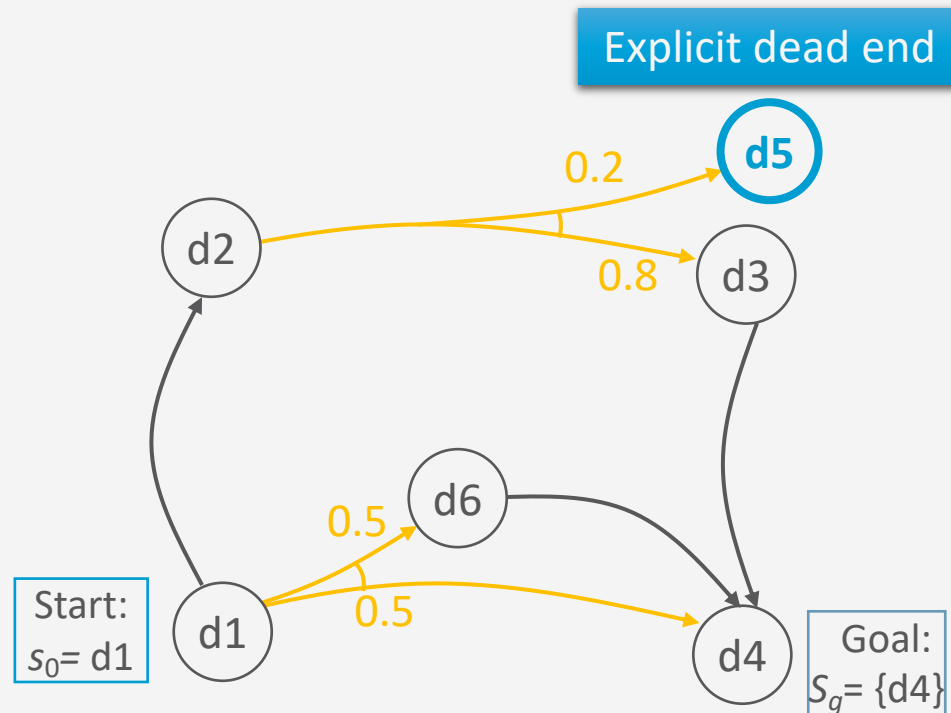 Explicit dead end
d5
0.2
d2
0.8
d3
d6
0.5
0.5
Start:
s₀= d1
d1
d4
Goal:
S_g= {d4}